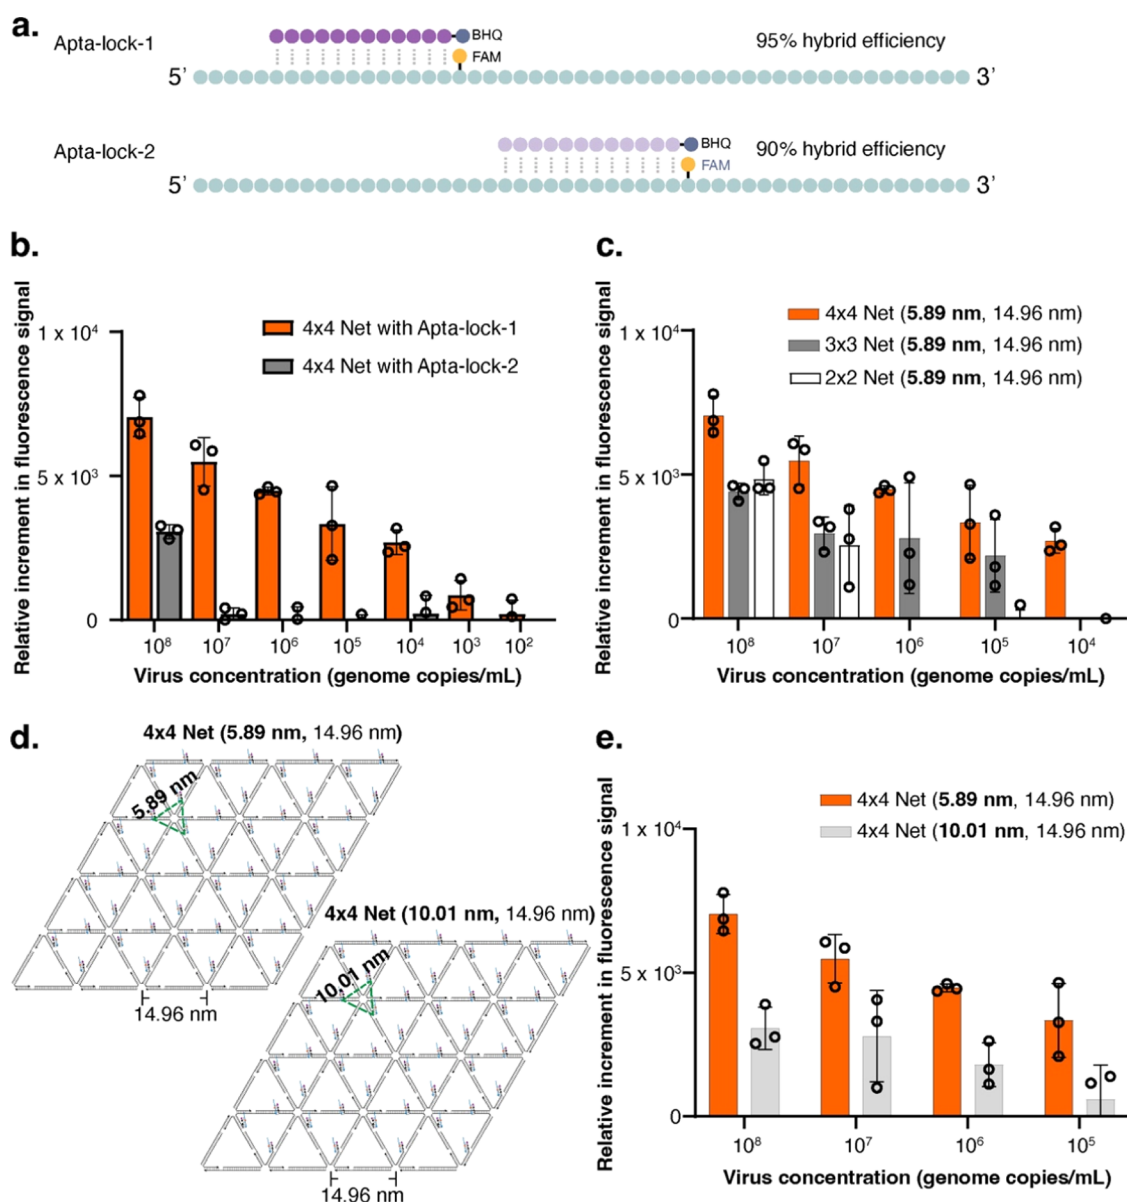 a.
Apta-lock-1
BHQ
FAM
95% hybrid efficiency
5’
3’
Apta-lock-2
BHQ
FAM
90% hybrid efficiency
5’
3’
b.
Relative increment in fluorescence signal
1 x 10⁴
5 x 10³
0
4x4 Net with Apta-lock-1
4x4 Net with Apta-lock-2
10⁸ 10⁷ 10⁶ 10⁵ 10⁴ 10³ 10²
Virus concentration (genome copies/mL)
c.
Relative increment in fluorescence signal
1 x 10⁴
5 x 10³
0
4x4 Net (5.89 nm, 14.96 nm)
3x3 Net (5.89 nm, 14.96 nm)
2x2 Net (5.89 nm, 14.96 nm)
10⁸ 10⁷ 10⁶ 10⁵ 10⁴
Virus concentration (genome copies/mL)
d.
4x4 Net (5.89 nm, 14.96 nm)
5.89 nm
14.96 nm
4x4 Net (10.01 nm, 14.96 nm)
10.01 nm
14.96 nm
e.
Relative increment in fluorescence signal
1 x 10⁴
5 x 10³
0
4x4 Net (5.89 nm, 14.96 nm)
4x4 Net (10.01 nm, 14.96 nm)
10⁸ 10⁷ 10⁶ 10⁵
Virus concentration (genome copies/mL)